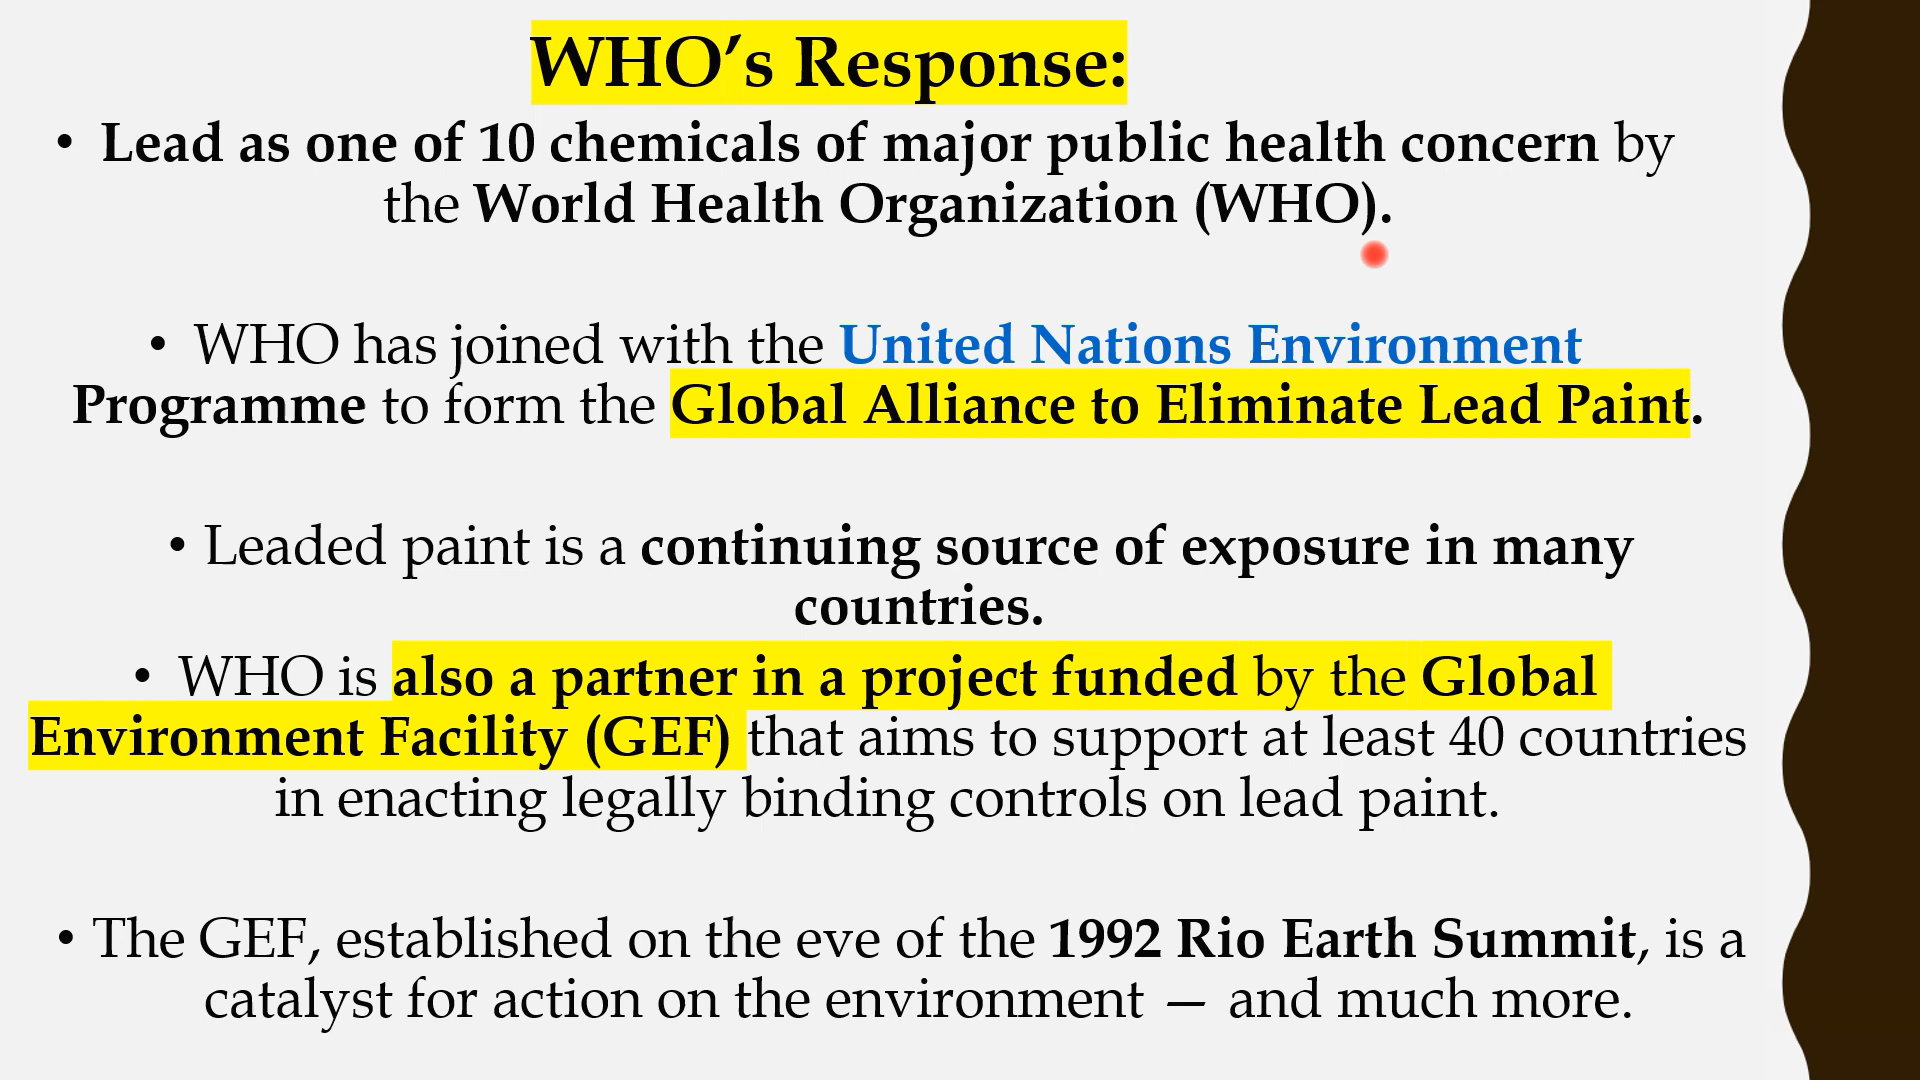 WHO’s Response:
• Lead as one of 10 chemicals of major public health concern by
the World Health Organization (WHO).
• WHO has joined with the United Nations Environment
Programme to form the Global Alliance to Eliminate Lead Paint.
• Leaded paint is a continuing source of exposure in many
countries.
• WHO is also a partner in a project funded by the Global
Environment Facility (GEF) that aims to support at least 40 countries
in enacting legally binding controls on lead paint.
• The GEF, established on the eve of the 1992 Rio Earth Summit, is a
catalyst for action on the environment — and much more.